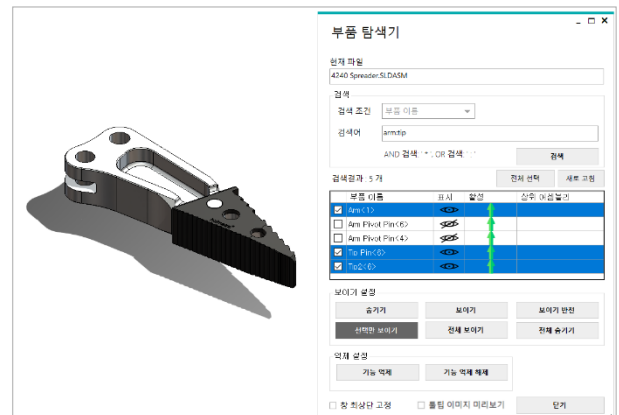 부품 탐색기
현재 파일
4240 Spreader.SLDASM
검색
검색 조건 부품 이름
검색어 arm;tip
AND 검색 : * , OR 검색 : ;
검색
검색결과 : 5 개 전체 선택 새로 고침
부품 이름 표시 활성 상위 어셈블리
Arm<1>
Arm Pivot Pin<6>
Arm Pivot Pin<4>
Tip Pin<6>
Tip2<6>
보이기 설정
숨기기 보이기 보이기 반전
선택만 보이기 전체 보이기 전체 숨기기
억제 설정
기능 억제 기능 억제 해제
창 최상단 고정 툴팁 이미지 미리보기 닫기